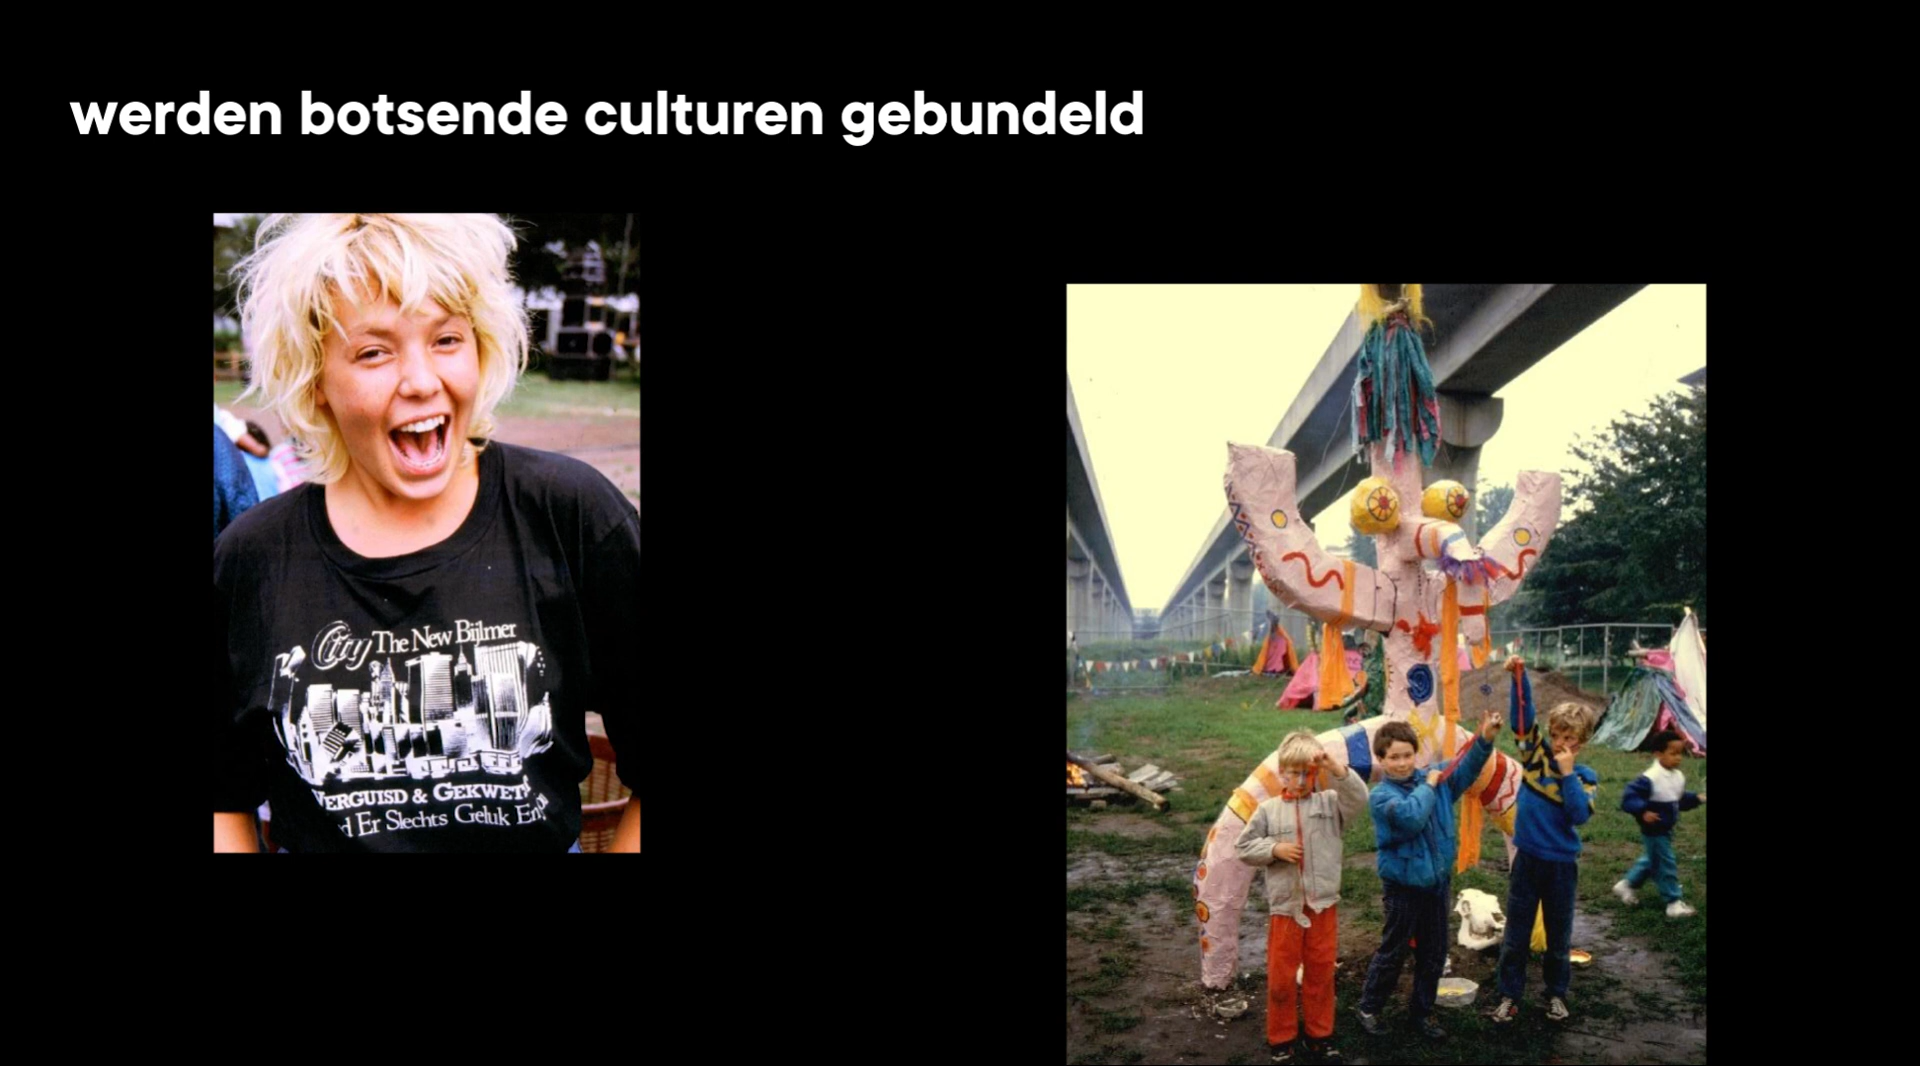 werden botsende culturen gebundeld
City The New Bijlmer
VERGUISD & GEKWETST
Er Slechts Geluk